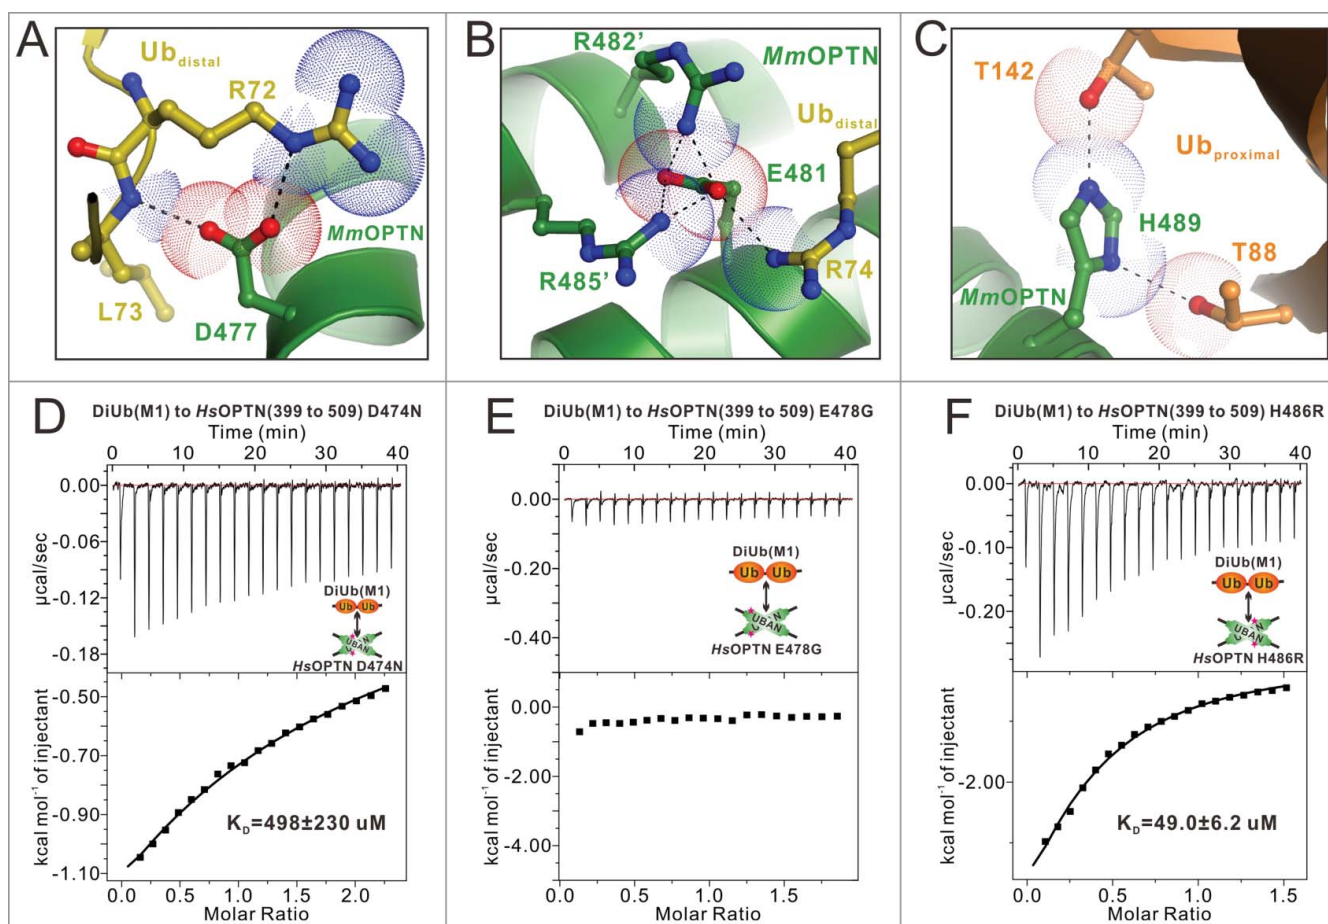 A
Ub distal
R72
MmOPTN
L73
D477
B
R482'
MmOPTN
Ub distal
E481
R485'
R74
C
T142
Ub proximal
H489
T88
MmOPTN
D
DiUb(M1) to HsOPTN(399 to 509) D474N
Time (min)
0 10 20 30 40
µcal/sec
0.00
-0.06
-0.12
-0.18
DiUb(M1)
Ub Ub
UBAN
HsOPTN D474N
kcal mol⁻¹ of injectant
-0.50
-0.70
-0.90
-1.10
K_D=498±230 uM
0.0 0.5 1.0 1.5 2.0
Molar Ratio
E
DiUb(M1) to HsOPTN(399 to 509) E478G
Time (min)
0 10 20 30 40
µcal/sec
0.00
-0.20
-0.40
DiUb(M1)
Ub Ub
UBAN
HsOPTN E478G
kcal mol⁻¹ of injectant
0.00
-2.00
-4.00
0.0 0.5 1.0 1.5
Molar Ratio
F
DiUb(M1) to HsOPTN(399 to 509) H486R
Time (min)
0 10 20 30 40
µcal/sec
0.00
-0.10
-0.20
DiUb(M1)
Ub Ub
UBAN
HsOPTN H486R
kcal mol⁻¹ of injectant
-2.00
K_D=49.0±6.2 uM
0.0 0.5 1.0 1.5
Molar Ratio